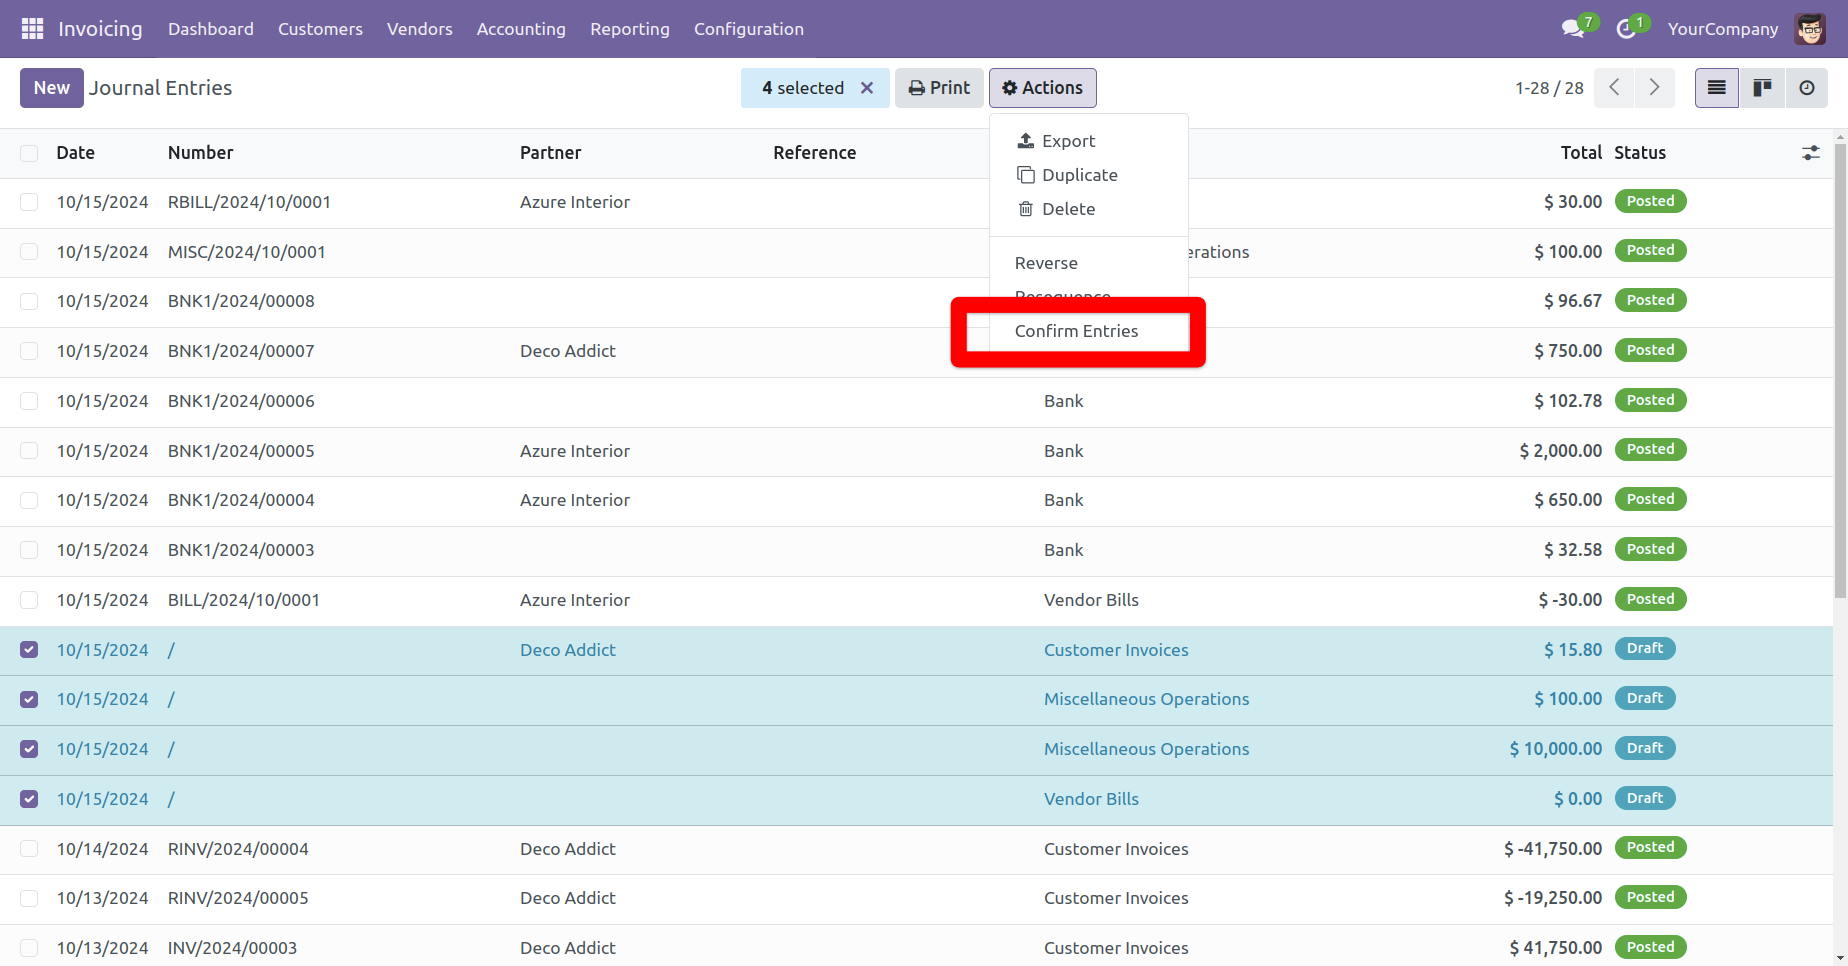 Invoicing Dashboard Customers Vendors Accounting Reporting Configuration 7 1 YourCompany
New Journal Entries 4 selected Print Actions 1-28 / 28
Export
Duplicate
Delete
Reverse
Resequence
Confirm Entries
Date Number Partner Reference Total Status
10/15/2024 RBILL/2024/10/0001 Azure Interior $ 30.00 Posted
10/15/2024 MISC/2024/10/0001 erations $ 100.00 Posted
10/15/2024 BNK1/2024/00008 $ 96.67 Posted
10/15/2024 BNK1/2024/00007 Deco Addict $ 750.00 Posted
10/15/2024 BNK1/2024/00006 Bank $ 102.78 Posted
10/15/2024 BNK1/2024/00005 Azure Interior Bank $ 2,000.00 Posted
10/15/2024 BNK1/2024/00004 Azure Interior Bank $ 650.00 Posted
10/15/2024 BNK1/2024/00003 Bank $ 32.58 Posted
10/15/2024 BILL/2024/10/0001 Azure Interior Vendor Bills $ -30.00 Posted
10/15/2024 / Deco Addict Customer Invoices $ 15.80 Draft
10/15/2024 / Miscellaneous Operations $ 100.00 Draft
10/15/2024 / Miscellaneous Operations $ 10,000.00 Draft
10/15/2024 / Vendor Bills $ 0.00 Draft
10/14/2024 RINV/2024/00004 Deco Addict Customer Invoices $ -41,750.00 Posted
10/13/2024 RINV/2024/00005 Deco Addict Customer Invoices $ -19,250.00 Posted
10/13/2024 INV/2024/00003 Deco Addict Customer Invoices $ 41,750.00 Posted